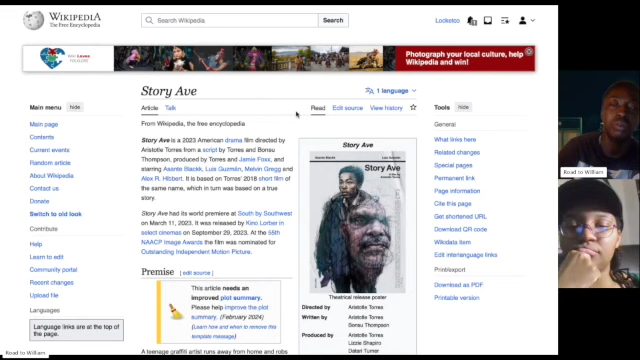 WIKIPEDIA
The Free Encyclopedia
Search Wikipedia
Search
Photograph your local culture, help
Wikipedia and win!
Story Ave
1 language
Article Talk
Read Edit source View history
From Wikipedia, the free encyclopedia
Main menu hide
Main page
Contents
Current events
Random article
About Wikipedia
Contact us
Donate
Switch to old look
Contribute
Help
Learn to edit
Community portal
Recent changes
Upload file
Languages
Language links are at the top of the page.
Story Ave is a 2023 American drama film directed by
Aristotle Torres from a script by Torres and Bonsu
Thompson, produced by Torres and Jamie Foxx, and
starring Asante Blackk, Luis Guzmán, Melvin Gregg and
Alex R. Hibbert. It is based on Torres' 2018 short film of
the same name, which in turn was based on a true
story.
Story Ave had its world premiere at South by Southwest
on March 11, 2023. It was released by Kino Lorber in
select cinemas on September 29, 2023. At the 55th
NAACP Image Awards the film was nominated for
Outstanding Independent Motion Picture.
Premise [ edit source ]
This article needs an
improved plot summary.
Please help improve the plot
summary. (February 2024)
(Learn how and when to remove this
template message)
A teenage graffiti artist runs away from home and robs
Story Ave
Story Ave
Theatrical release poster
Directed by Aristotle Torres
Written by Aristotle Torres
Bonsu Thompson
Produced by Aristotle Torres
Lizzie Shapiro
Datari Turner
Tools hide
General
What links here
Related changes
Special pages
Permanent link
Page information
Cite this page
Get shortened URL
Download QR code
Wikidata item
Edit interlanguage links
Print/export
Download as PDF
Printable version
Road to William
Road to William